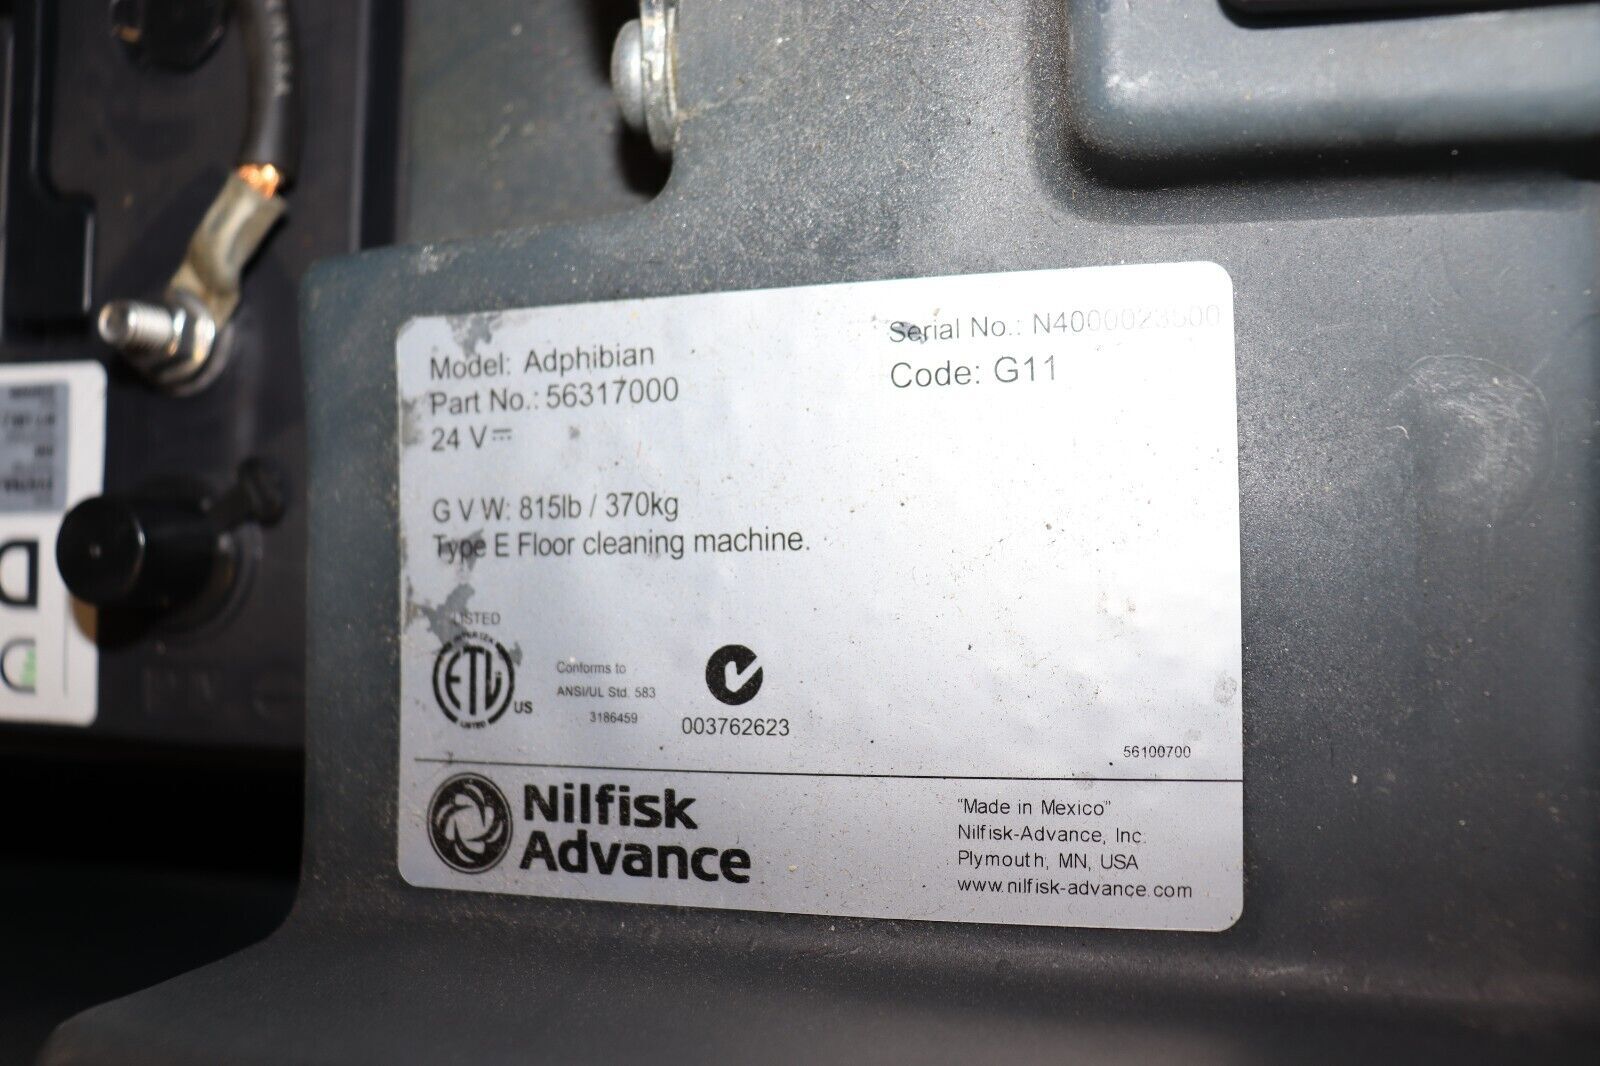 Model: Adphibian
Part No.: 56317000
24 V
Serial No.: N4000023500
Code: G11
G V W: 815lb / 370kg
Type E Floor cleaning machine.
LISTED
ETL
US
LISTED
Conforms to
ANSI/UL Std. 583
3186459
003762623
56100700
Nilfisk
Advance
"Made in Mexico"
Nilfisk-Advance, Inc.
Plymouth, MN, USA
www.nilfisk-advance.com